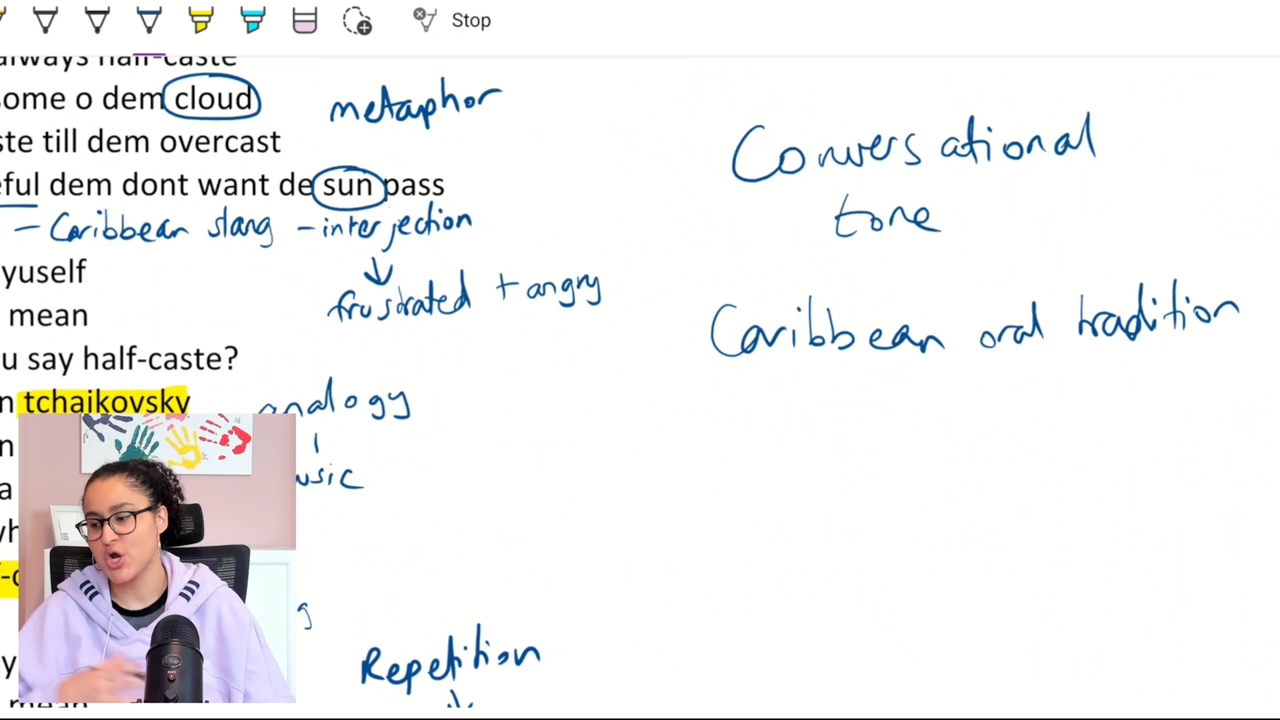 Stop
always half-caste
some o dem cloud
metaphor
ste till dem overcast
Conversational
tone
eful dem dont want de sun pass
– Caribbean slang – interjection
yuself
frustrated + angry
Caribbean oral tradition
mean
u say half-caste?
n tchaikovsky
analogy
n
a
usic
wh
f-c
g
Repetition
y
mean